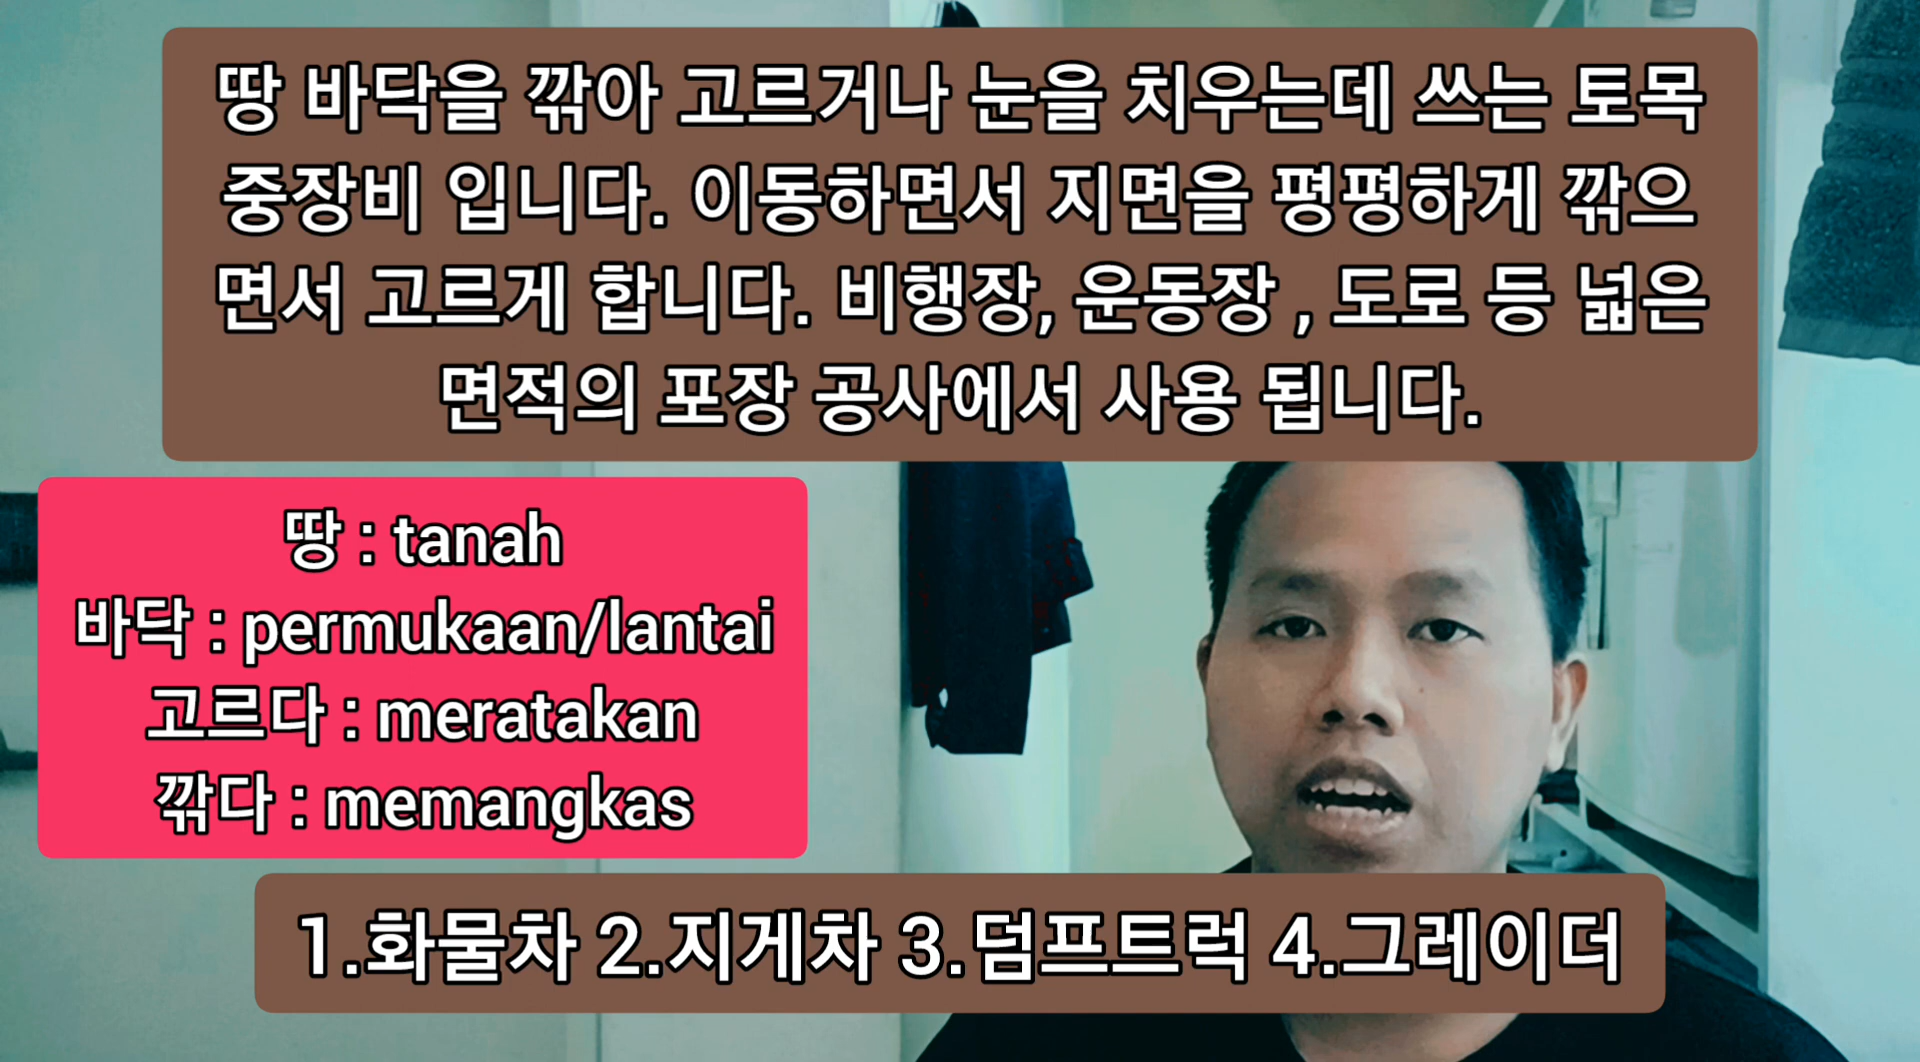 땅 바닥을 깎아 고르거나 눈을 치우는데 쓰는 토목
중장비 입니다. 이동하면서 지면을 평평하게 깎으
면서 고르게 합니다. 비행장, 운동장 , 도로 등 넓은
면적의 포장 공사에서 사용 됩니다.
땅 : tanah
바닥 : permukaan/lantai
고르다 : meratakan
깎다 : memangkas
1.화물차 2.지게차 3.덤프트럭 4.그레이더